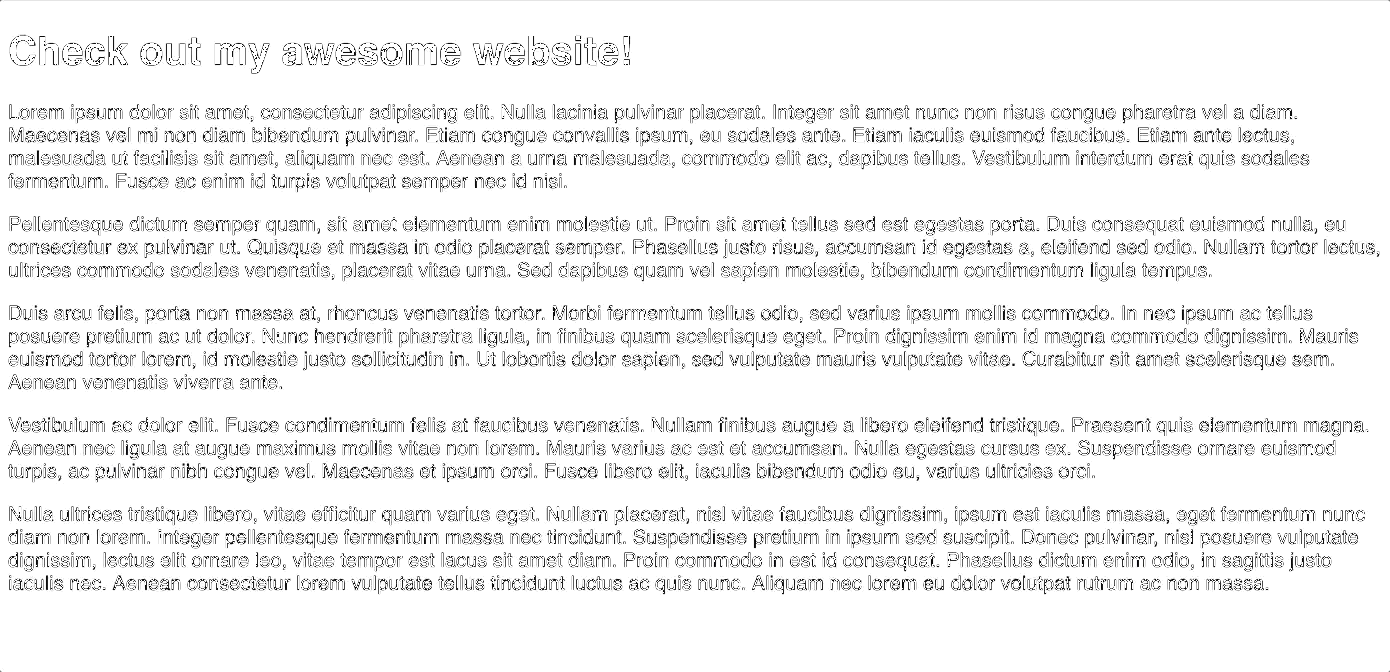 Check out my awesome website!
Lorem ipsum dolor sit amet, consectetur adipiscing elit. Nulla lacinia pulvinar placerat. Integer sit amet nunc non risus congue pharetra vel a diam.
Maecenas vel mi non diam bibendum pulvinar. Etiam congue convallis ipsum, eu sodales ante. Etiam iaculis euismod faucibus. Etiam ante lectus,
malesuada ut facilisis sit amet, aliquam nec est. Aenean a urna malesuada, commodo elit ac, dapibus tellus. Vestibulum interdum erat quis sodales
fermentum. Fusce ac enim id turpis volutpat semper nec id nisi.
Pellentesque dictum semper quam, sit amet elementum enim molestie ut. Proin sit amet tellus sed est egestas porta. Duis consequat euismod nulla, eu
consectetur ex pulvinar ut. Quisque et massa in odio placerat semper. Phasellus justo risus, accumsan id egestas a, eleifend sed odio. Nullam tortor lectus,
ultrices commodo sodales venenatis, placerat vitae urna. Sed dapibus quam vel sapien molestie, bibendum condimentum ligula tempus.
Duis arcu felis, porta non massa at, rhoncus venenatis tortor. Morbi fermentum tellus odio, sed varius ipsum mollis commodo. In nec ipsum ac tellus
posuere pretium ac ut dolor. Nunc hendrerit pharetra ligula, in finibus quam scelerisque eget. Proin dignissim enim id magna commodo dignissim. Mauris
euismod tortor lorem, id molestie justo sollicitudin in. Ut lobortis dolor sapien, sed vulputate mauris vulputate vitae. Curabitur sit amet scelerisque sem.
Aenean venenatis viverra ante.
Vestibulum ac dolor elit. Fusce condimentum felis at faucibus venenatis. Nullam finibus augue a libero eleifend tristique. Praesent quis elementum magna.
Aenean nec ligula at augue maximus mollis vitae non lorem. Mauris varius ac est et accumsan. Nulla egestas cursus ex. Suspendisse ornare euismod
turpis, ac pulvinar nibh congue vel. Maecenas et ipsum orci. Fusce libero elit, iaculis bibendum odio eu, varius ultricies orci.
Nulla ultrices tristique libero, vitae efficitur quam varius eget. Nullam placerat, nisl vitae faucibus dignissim, ipsum est iaculis massa, eget fermentum nunc
diam non lorem. Integer pellentesque fermentum massa nec tincidunt. Suspendisse pretium in ipsum sed suscipit. Donec pulvinar, nisl posuere vulputate
dignissim, lectus elit ornare leo, vitae tempor est lacus sit amet diam. Proin commodo in est id consequat. Phasellus dictum enim odio, in sagittis justo
iaculis nec. Aenean consectetur lorem vulputate tellus tincidunt luctus ac quis nunc. Aliquam nec lorem eu dolor volutpat rutrum ac non massa.